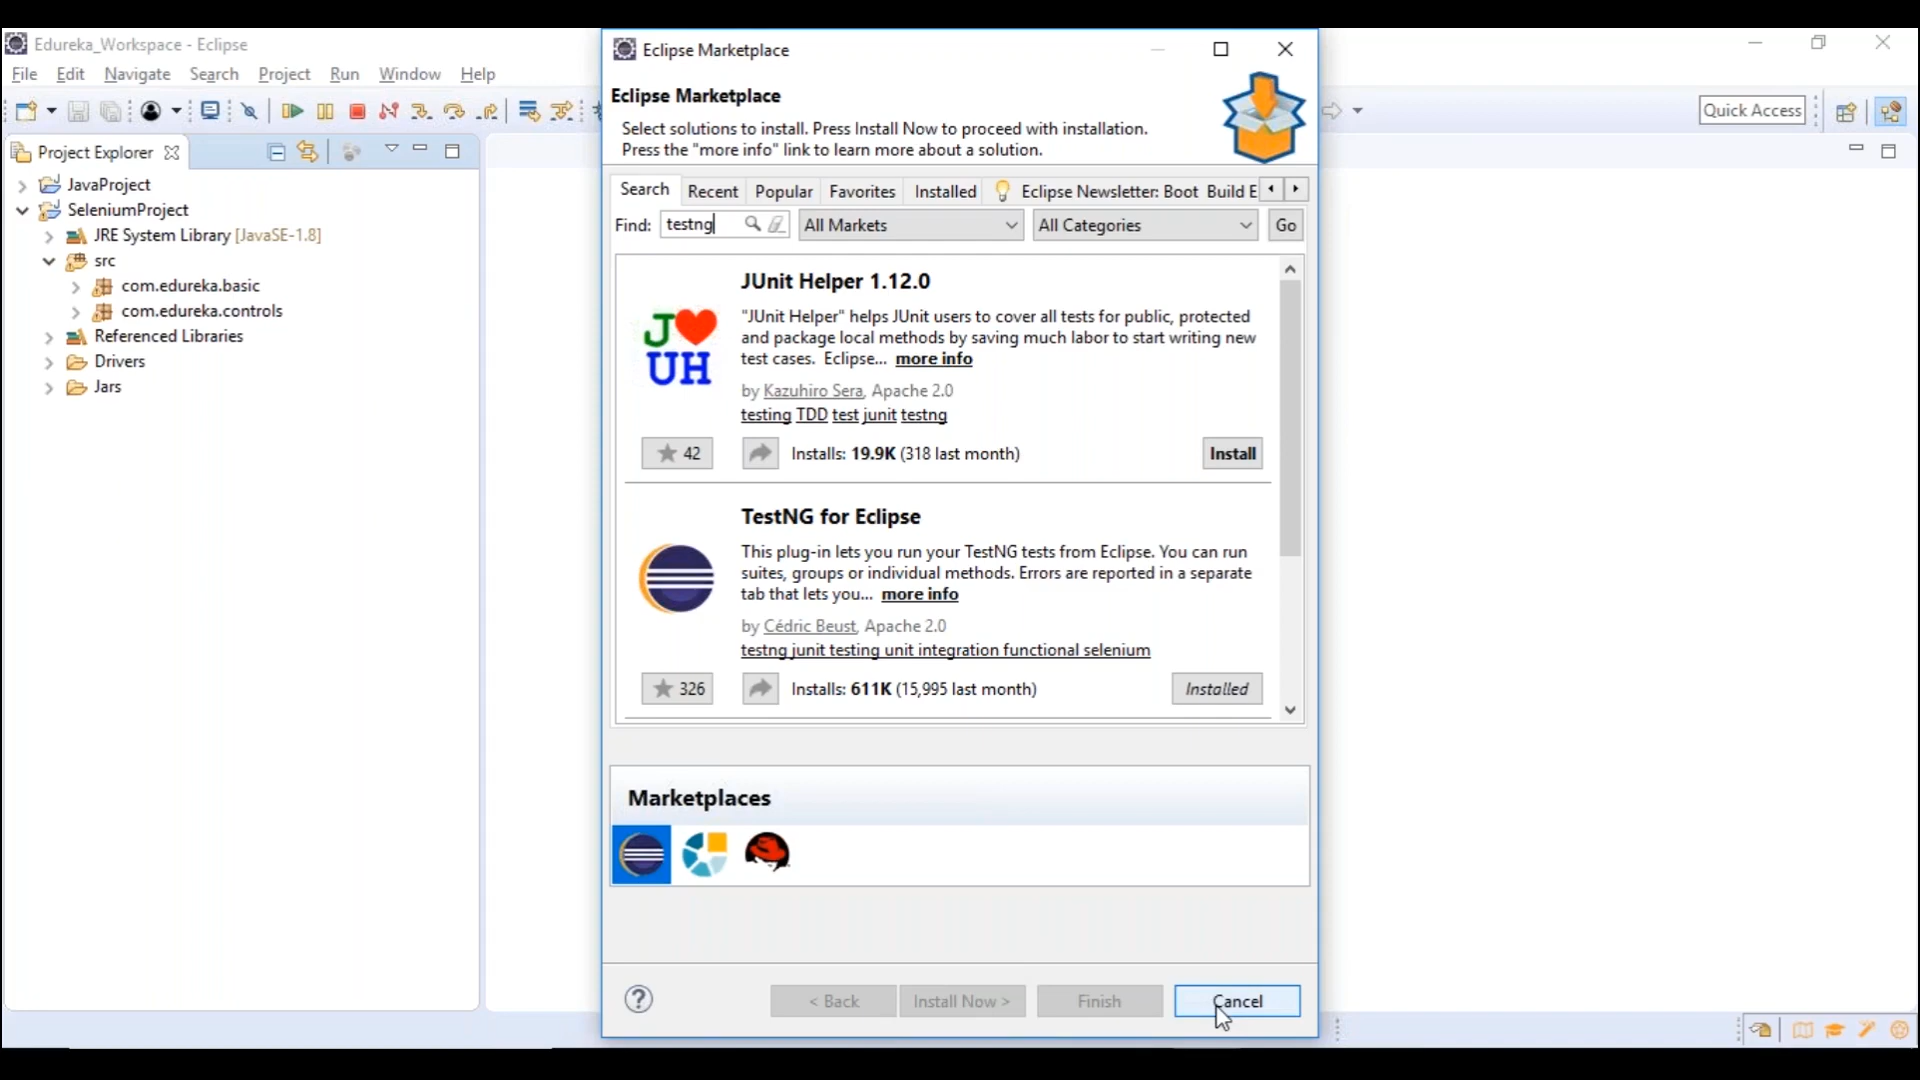 Edureka_Workspace - Eclipse
File Edit Navigate Search Project Run Window Help
Quick Access
Project Explorer
JavaProject
SeleniumProject
JRE System Library [JavaSE-1.8]
src
com.edureka.basic
com.edureka.controls
Referenced Libraries
Drivers
Jars
Eclipse Marketplace
Eclipse Marketplace
Select solutions to install. Press Install Now to proceed with installation.
Press the "more info" link to learn more about a solution.
Search Recent Popular Favorites Installed Eclipse Newsletter: Boot Build E
Find: testng All Markets All Categories Go
JUnit Helper 1.12.0
J
UH
"JUnit Helper" helps JUnit users to cover all tests for public, protected
and package local methods by saving much labor to start writing new
test cases. Eclipse... more info
by Kazuhiro Sera, Apache 2.0
testing TDD test junit testng
42 Installs: 19.9K (318 last month) Install
TestNG for Eclipse
This plug-in lets you run your TestNG tests from Eclipse. You can run
suites, groups or individual methods. Errors are reported in a separate
tab that lets you... more info
by Cédric Beust, Apache 2.0
testng junit testing unit integration functional selenium
326 Installs: 611K (15,995 last month) Installed
Marketplaces
? < Back Install Now > Finish Cancel